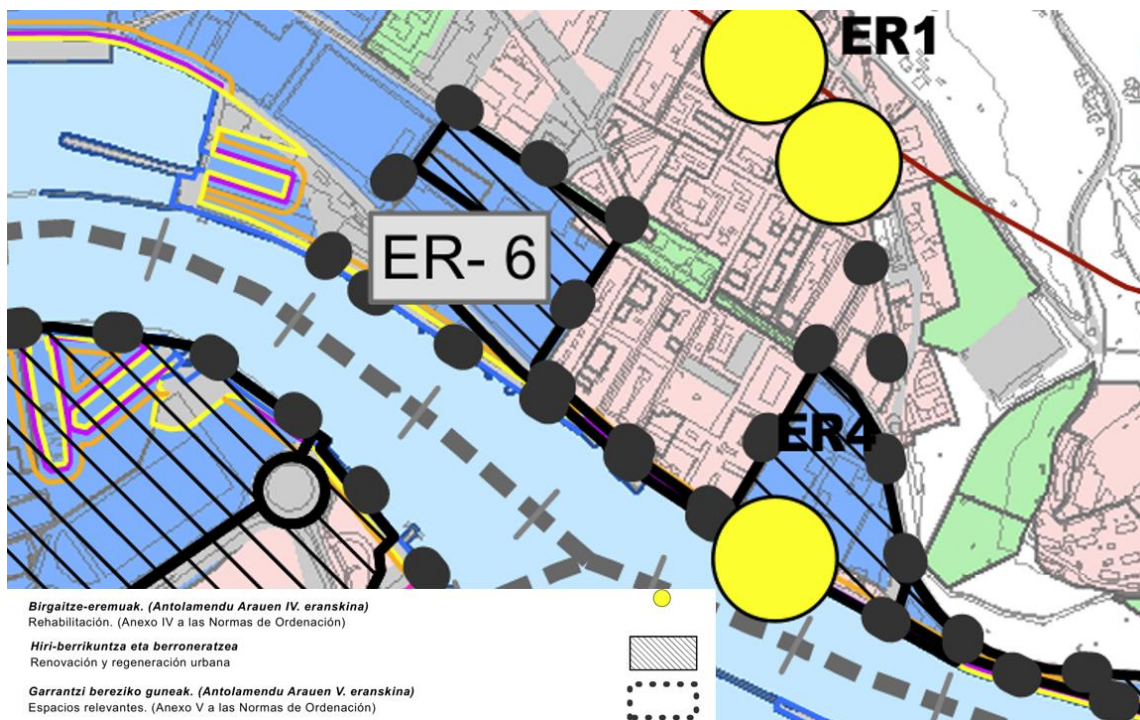 ER1
ER- 6
ER4
Birgaitze-eremuak. (Antolamendu Arauen IV. eranskina)
Rehabilitación. (Anexo IV a las Normas de Ordenación)
Hiri-berrikuntza eta berroneratzea
Renovación y regeneración urbana
Garrantzi bereziko guneak. (Antolamendu Arauen V. eranskina)
Espacios relevantes. (Anexo V a las Normas de Ordenación)